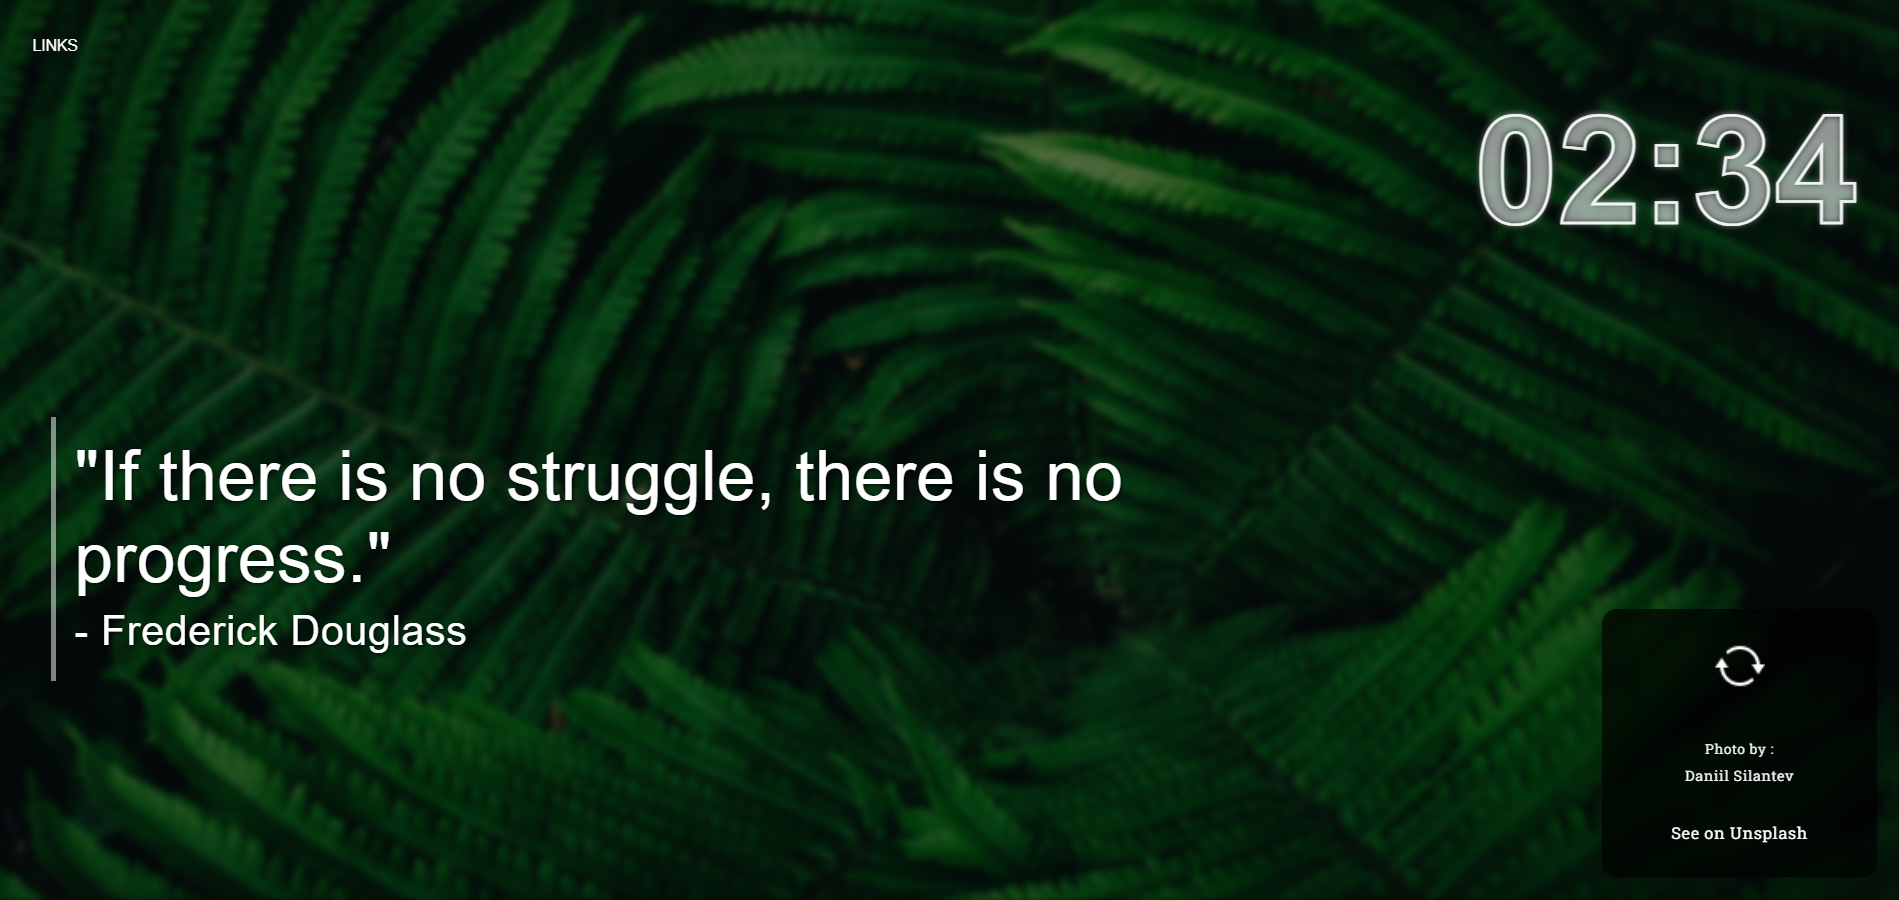 LINKS
02:34
"If there is no struggle, there is no
progress."
- Frederick Douglass
Photo by :
Daniil Silantev
See on Unsplash